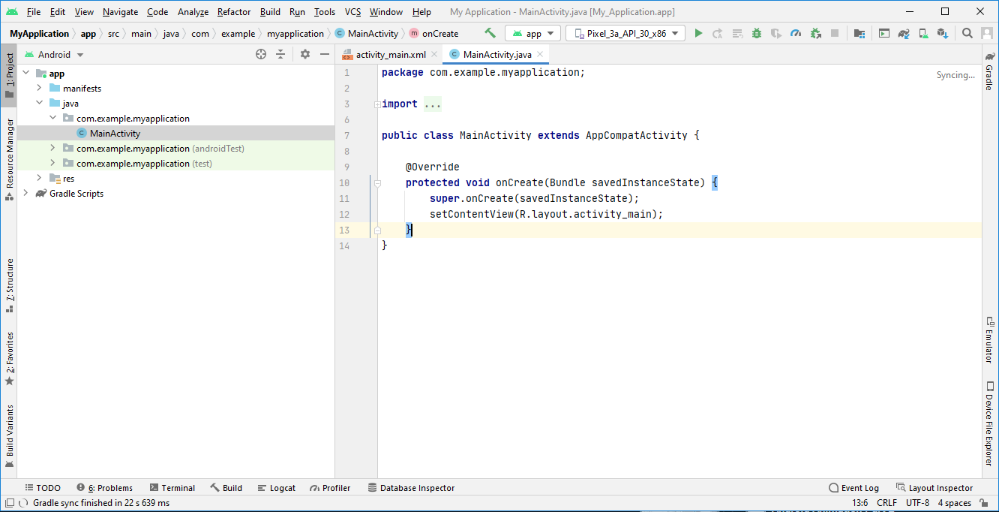 File Edit View Navigate Code Analyze Refactor Build Run Tools VCS Window Help My Application - MainActivity.java [My_Application.app]
MyApplication app src main java com example myapplication C MainActivity m onCreate app Pixel_3a_API_30_x86
Android
activity_main.xml C MainActivity.java
app
manifests
java
com.example.myapplication
C MainActivity
com.example.myapplication (androidTest)
com.example.myapplication (test)
res
Gradle Scripts
1 package com.example.myapplication;
2
3 import ...
6
7 public class MainActivity extends AppCompatActivity {
8
9 @Override
10 protected void onCreate(Bundle savedInstanceState) {
11 super.onCreate(savedInstanceState);
12 setContentView(R.layout.activity_main);
13 }
14 }
Syncing...
1: Project
Resource Manager
7: Structure
2: Favorites
Build Variants
Gradle
Emulator
Device File Explorer
TODO 6: Problems Terminal Build Logcat Profiler Database Inspector Event Log Layout Inspector
Gradle sync finished in 22 s 639 ms 13:6 CRLF UTF-8 4 spaces